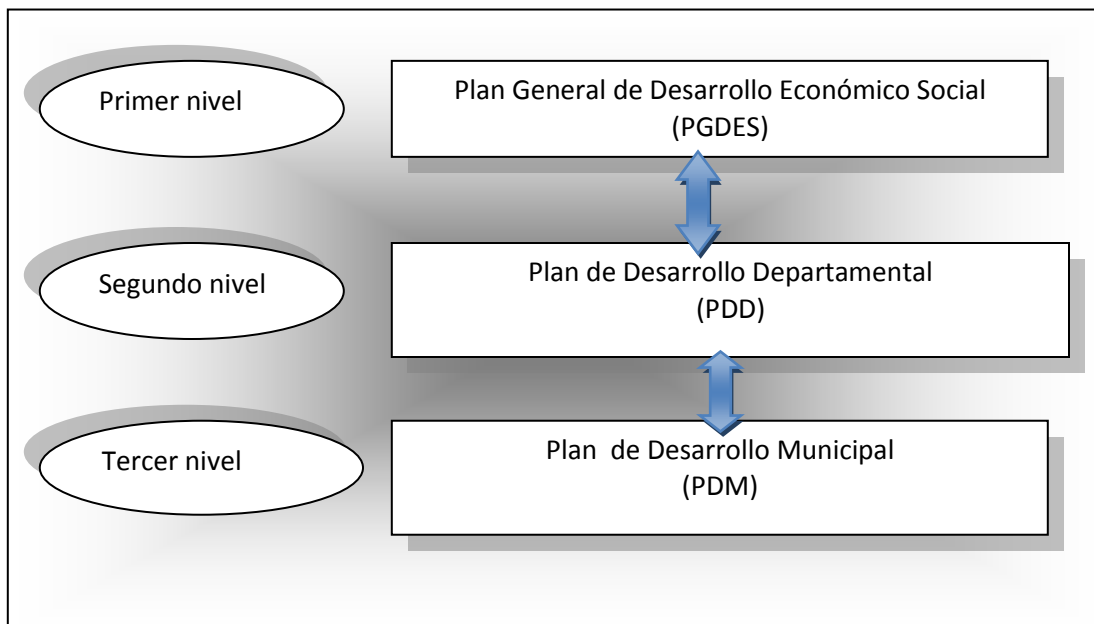 Primer nivel
Plan General de Desarrollo Económico Social
(PGDES)
Segundo nivel
Plan de Desarrollo Departamental
(PDD)
Tercer nivel
Plan de Desarrollo Municipal
(PDM)